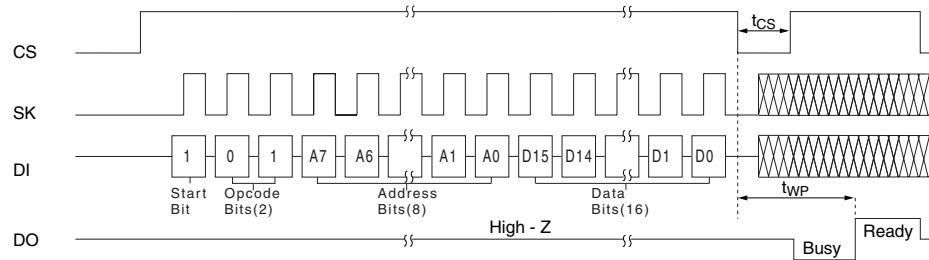 CS
tCS
SK
DI
1 0 1 A7 A6 A1 A0 D15 D14 D1 D0
Start Bit
Opcode Bits(2)
Address Bits(8)
Data Bits(16)
tWP
DO
High - Z
Busy
Ready